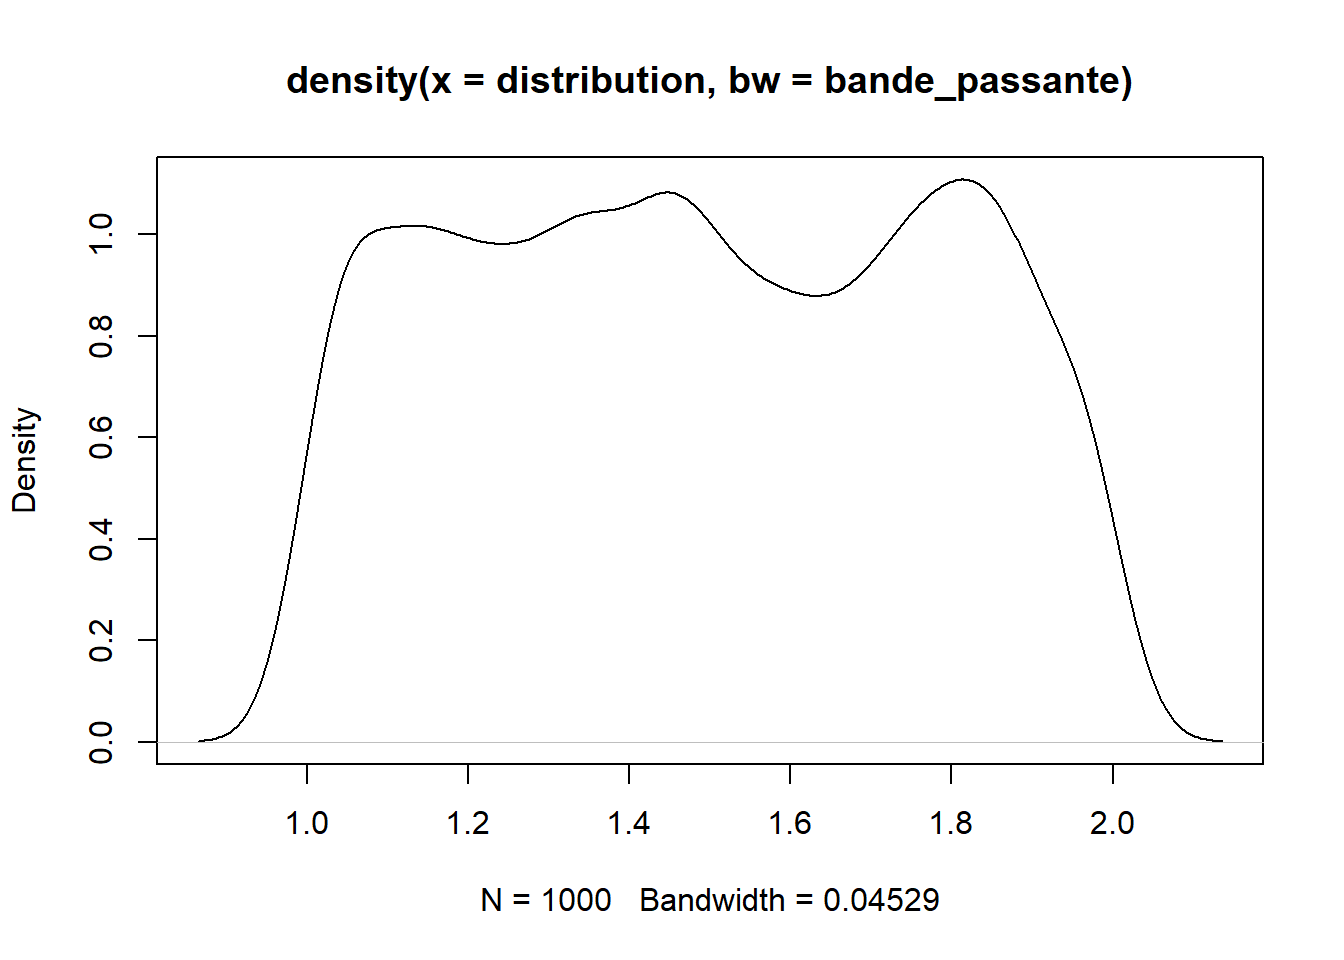 density(x = distribution, bw = bande_passante)
Density
1.0
0.8
0.6
0.4
0.2
0.0
1.0 1.2 1.4 1.6 1.8 2.0
N = 1000 Bandwidth = 0.04529